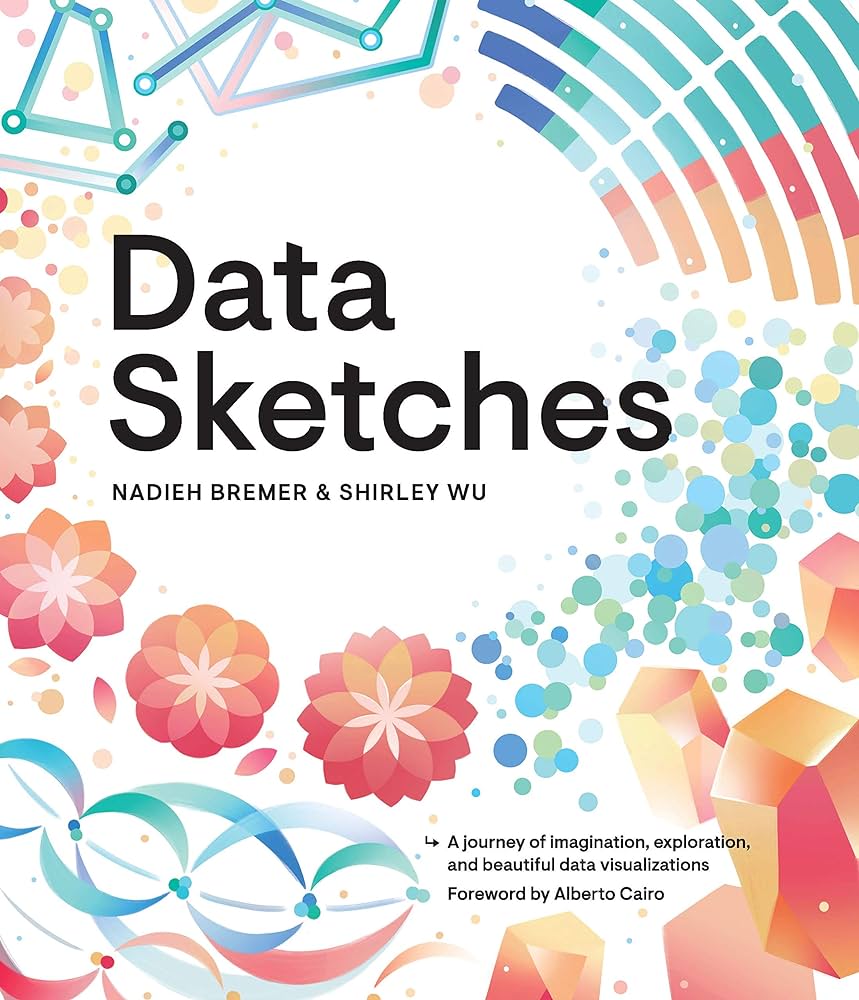 Data
Sketches
NADIEH BREMER & SHIRLEY WU
↳ A journey of imagination, exploration,
and beautiful data visualizations
Foreword by Alberto Cairo